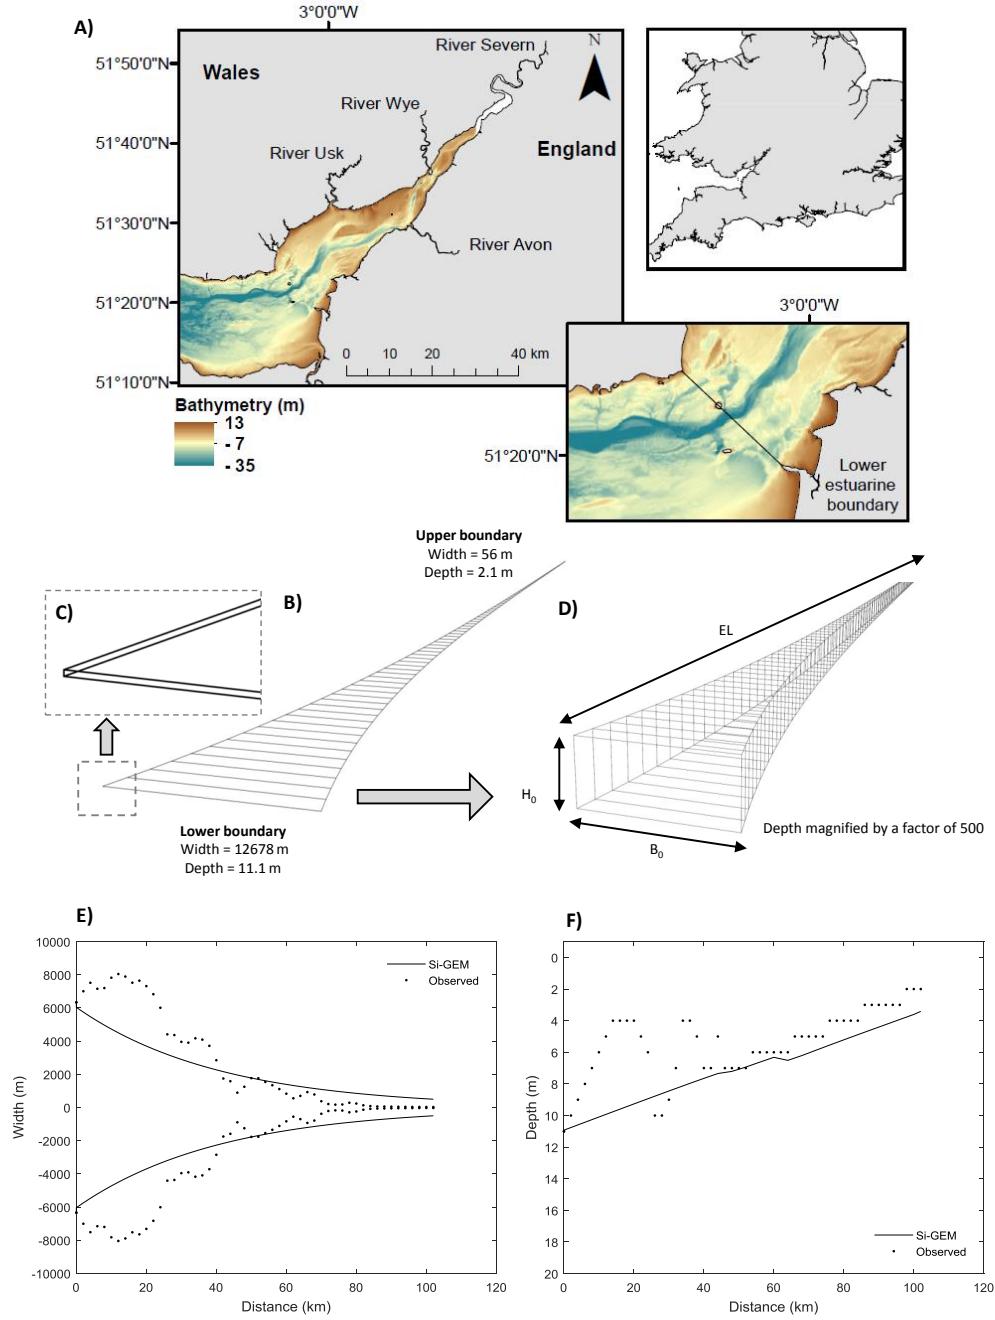 A)
3°0'0"W
River Severn
N
51°50'0"N
Wales
River Wye
51°40'0"N
England
River Usk
51°30'0"N
River Avon
51°20'0"N
0 10 20 40 km
51°10'0"N
Bathymetry (m)
13
- 7
- 35
3°0'0"W
51°20'0"N
Lower
estuarine
boundary
Upper boundary
Width = 56 m
Depth = 2.1 m
C)
B)
D)
EL
H0
B0
Depth magnified by a factor of 500
Lower boundary
Width = 12678 m
Depth = 11.1 m
E)
10000
8000
6000
4000
2000
0
-2000
-4000
-6000
-8000
-10000
Width (m)
Si-GEM
Observed
0 20 40 60 80 100 120
Distance (km)
F)
0
2
4
6
8
10
12
14
16
18
20
Depth (m)
Si-GEM
Observed
0 20 40 60 80 100 120
Distance (km)